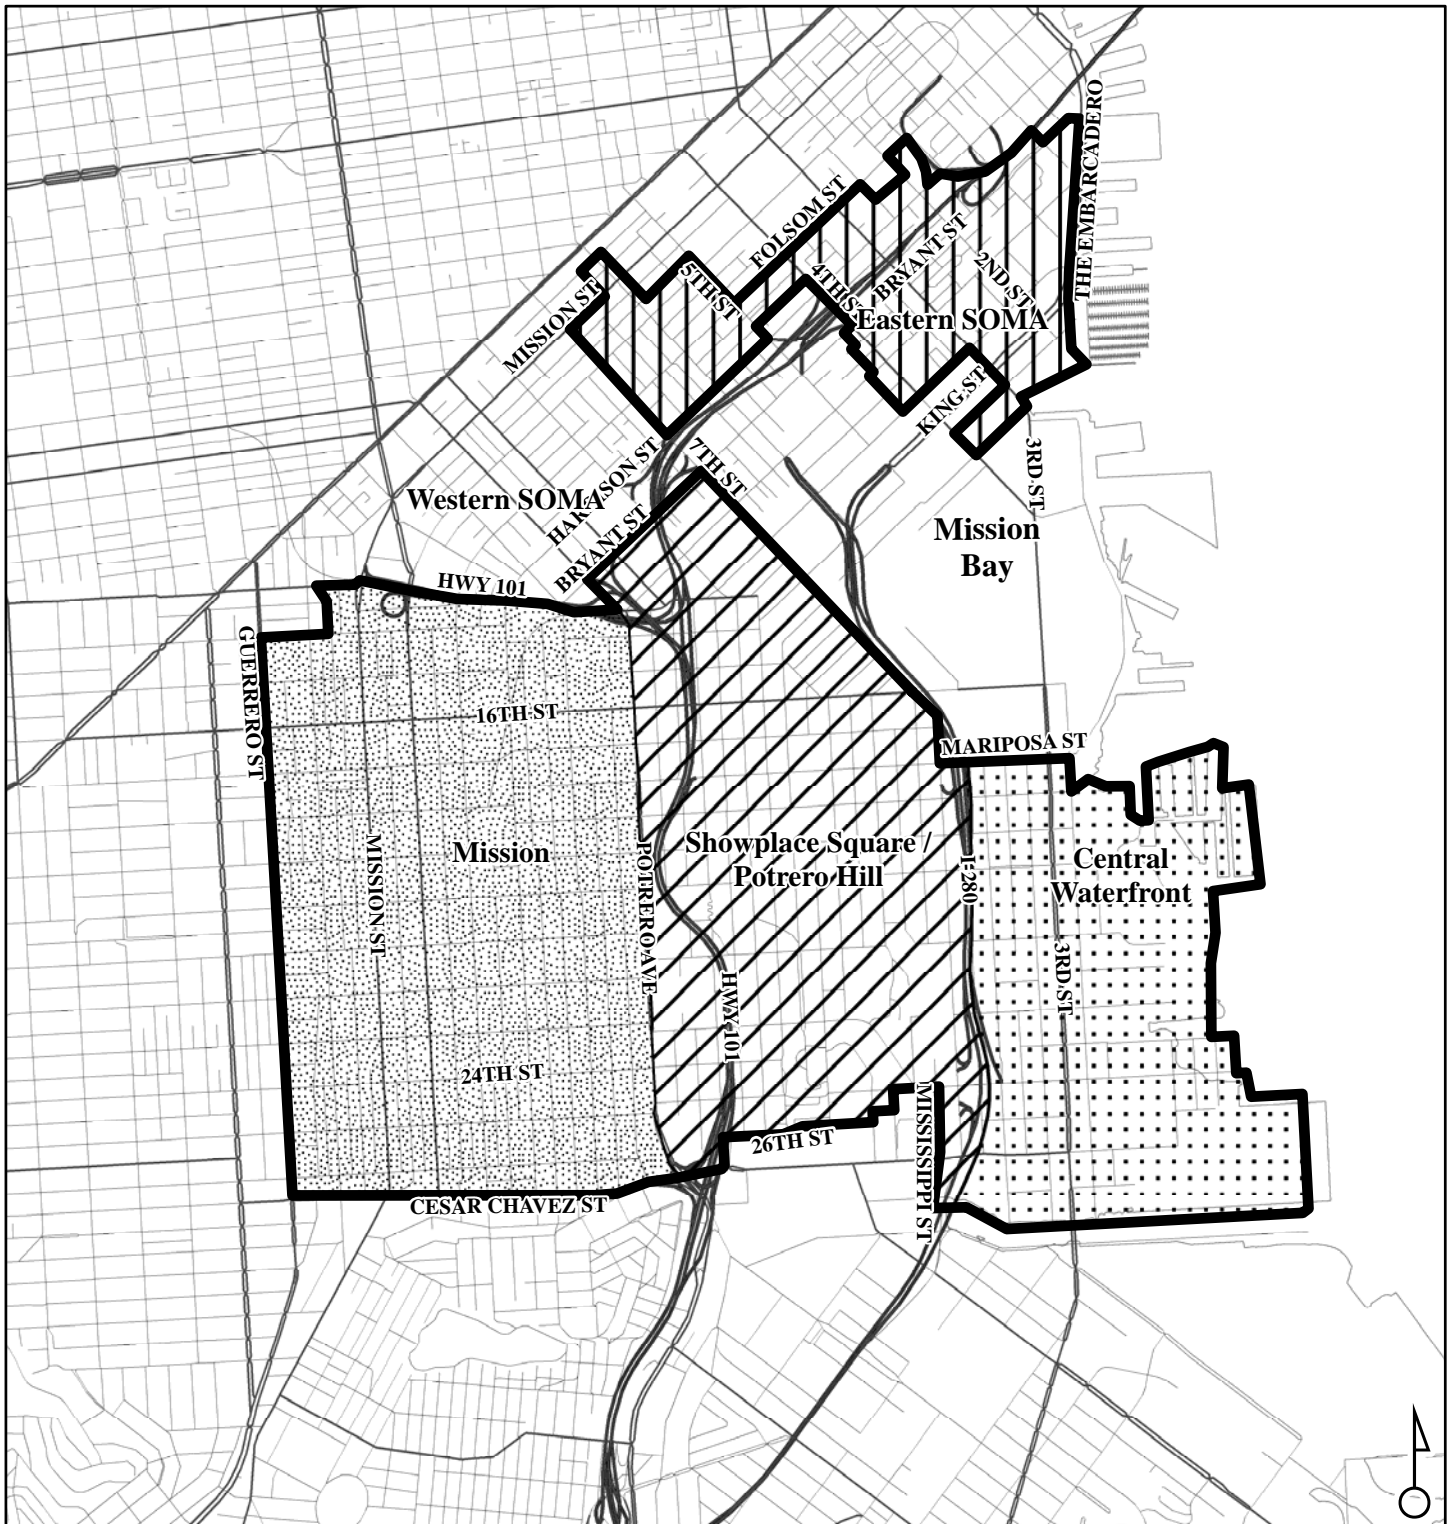 THE EMBARCADERO
FOLSOM ST
BRYANT ST
5TH ST
4TH ST
2ND ST
MISSION ST
Eastern SOMA
KING ST
7TH ST
3RD ST
HARRISON ST
Western SOMA
BRYANT ST
Mission
Bay
HWY 101
GUERRERO ST
16TH ST
MARIPOSA ST
MISSION ST
Mission
POTRERO AVE
Showplace Square /
Potrero Hill
I-280
Central
Waterfront
3RD ST
HWY 101
24TH ST
26TH ST
MISSISSIPPI ST
CESAR CHAVEZ ST